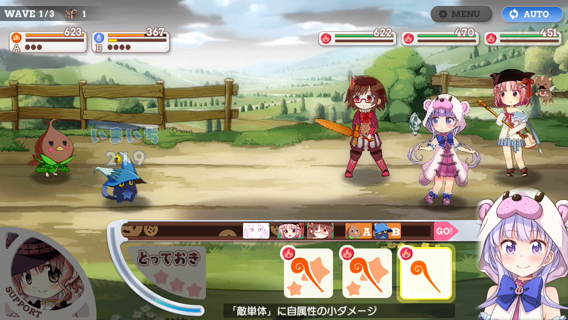 WAVE 1/3
1
MENU
AUTO
623
A
367
B
622
470
451
いまいち
219
A
B
GO!
とっておき
SUPPORT
「敵単体」に自属性の小ダメージ